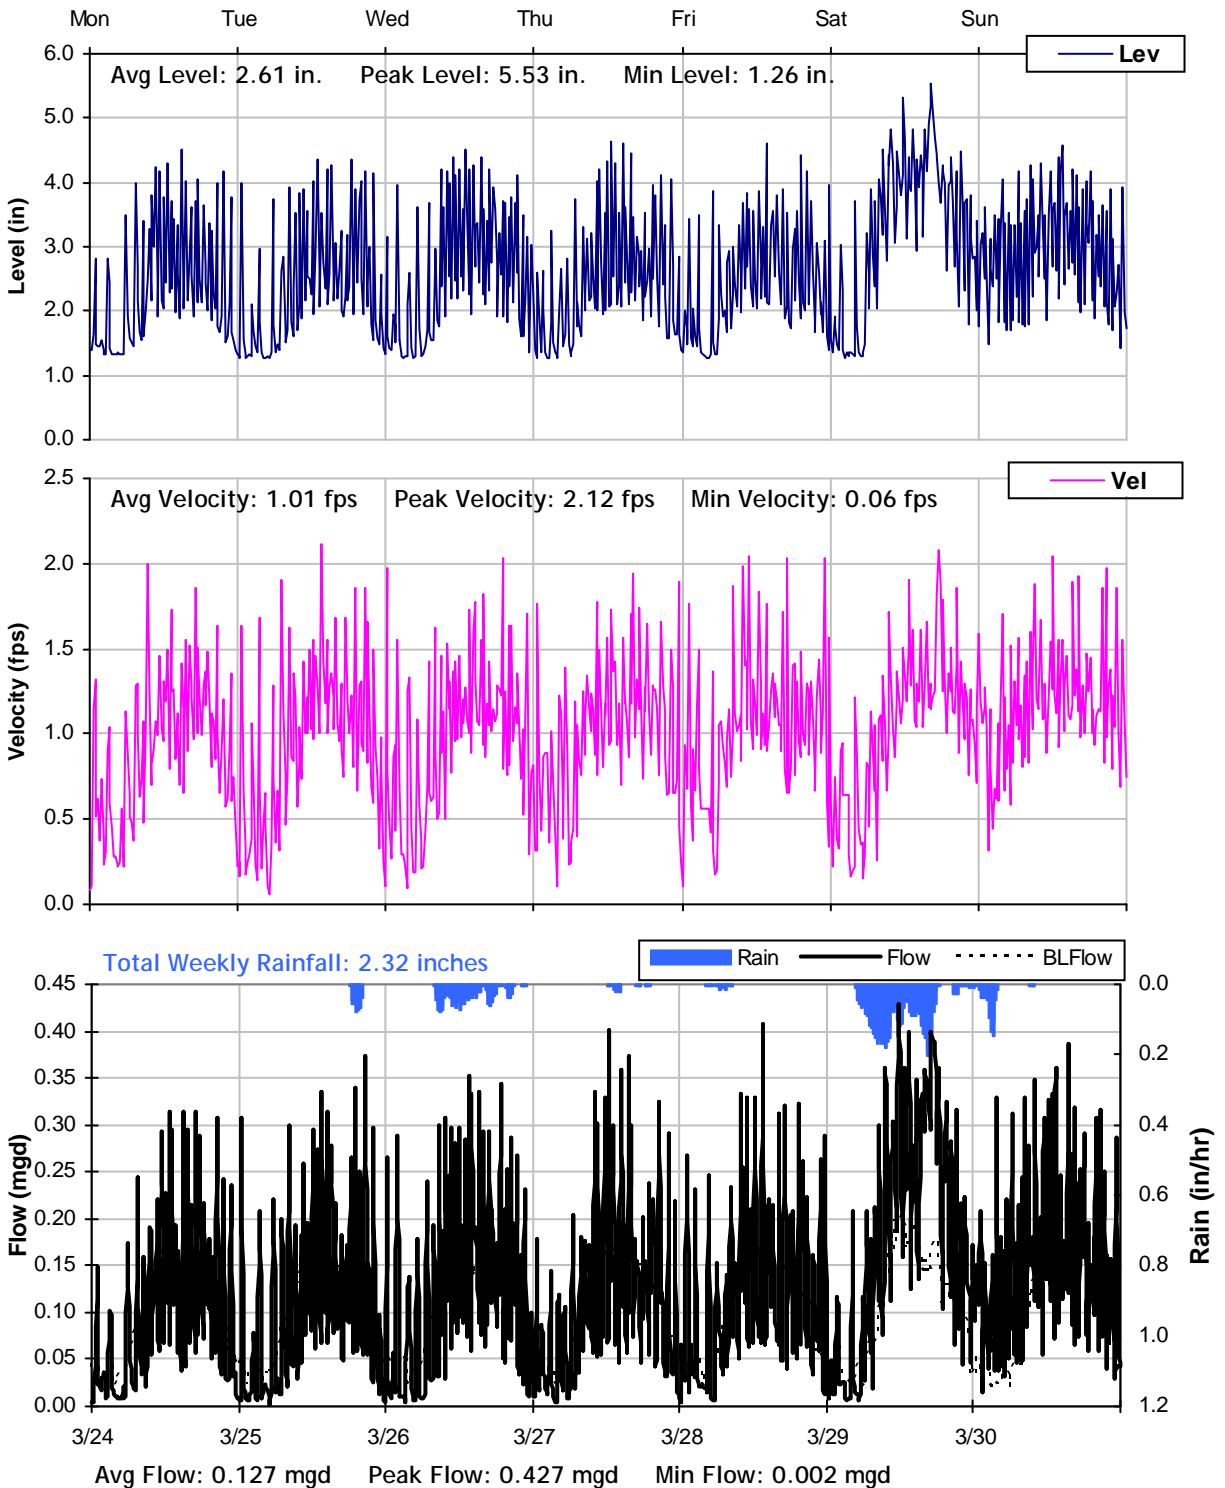 Mon Tue Wed Thu Fri Sat Sun
Lev
Avg Level: 2.61 in. Peak Level: 5.53 in. Min Level: 1.26 in.
6.0
5.0
4.0
3.0
2.0
1.0
0.0
Level (in)
Vel
Avg Velocity: 1.01 fps Peak Velocity: 2.12 fps Min Velocity: 0.06 fps
2.5
2.0
1.5
1.0
0.5
0.0
Velocity (fps)
Total Weekly Rainfall: 2.32 inches
Rain Flow BLFlow
0.45
0.40
0.35
0.30
0.25
0.20
0.15
0.10
0.05
0.00
Flow (mgd)
0.0
0.2
0.4
0.6
0.8
1.0
1.2
Rain (in/hr)
3/24 3/25 3/26 3/27 3/28 3/29 3/30
Avg Flow: 0.127 mgd Peak Flow: 0.427 mgd Min Flow: 0.002 mgd